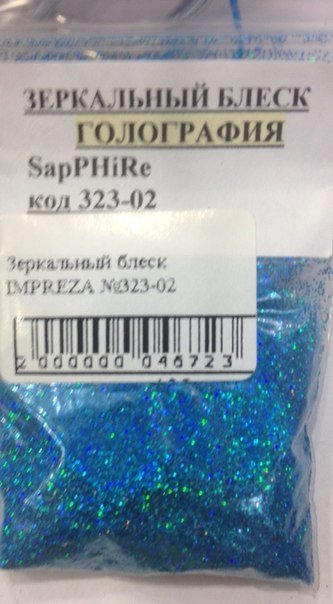 ЗЕРКАЛЬНЫЙ БЛЕСК
ГОЛОГРАФИЯ
SapPHiRe
код 323-02
Зеркальный блеск
IMPREZA №323-02
2 000000 046723